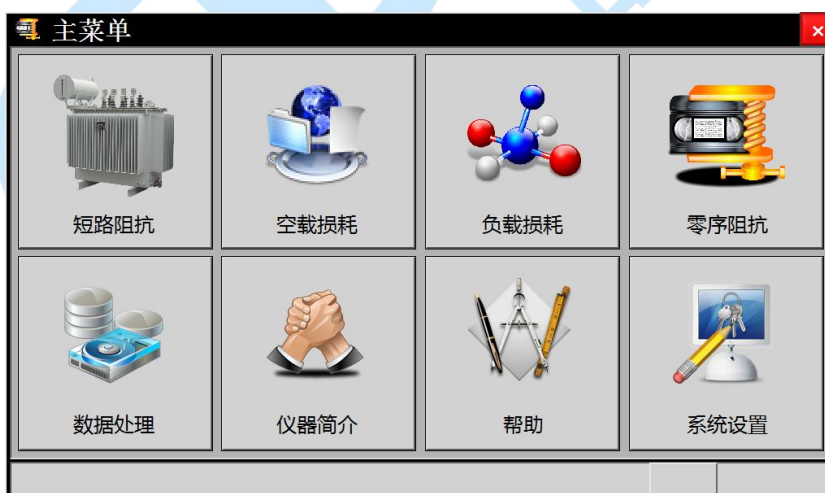 主菜单
短路阻抗
空载损耗
负载损耗
零序阻抗
数据处理
仪器简介
帮助
系统设置